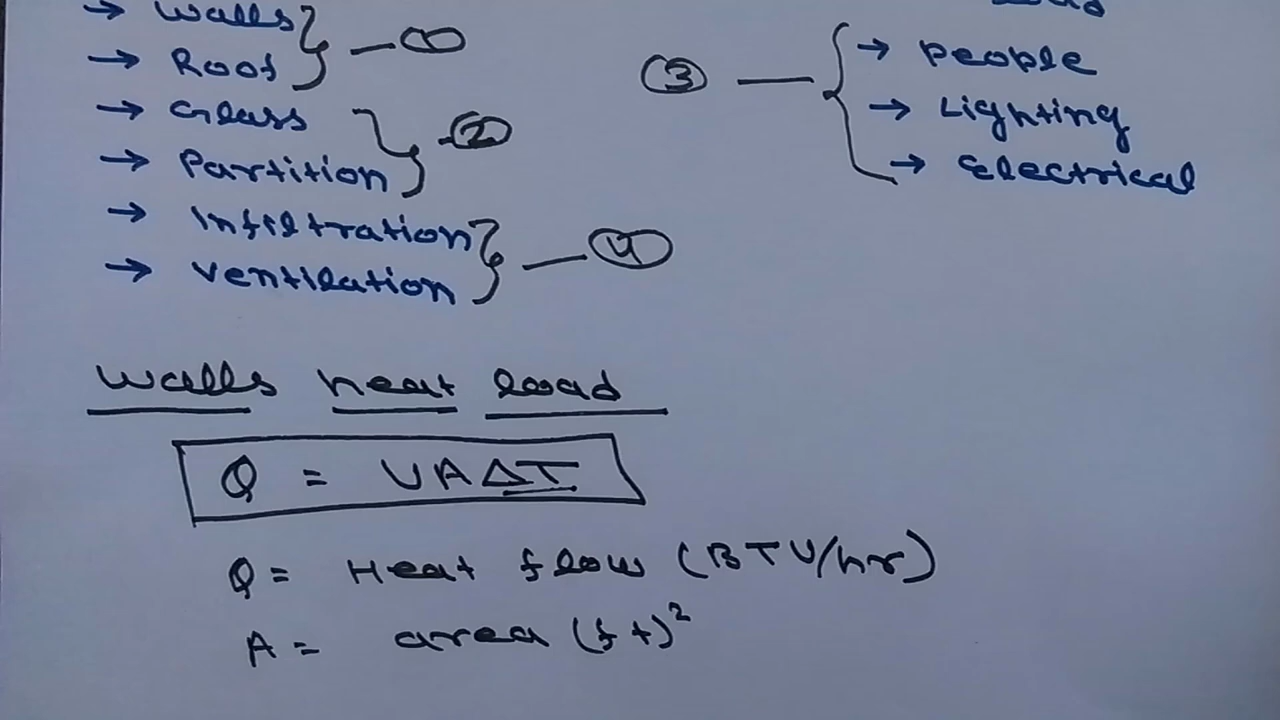 → Walls
→ Roof
— ①
→ Glass
→ Partition
— ②
→ Infiltration
→ Ventilation
— ④
③ —
→ People
→ Lighting
→ Electrical
Walls heat load
Q = UAΔT
Q = Heat flow (BTU/hr)
A = area (ft)²